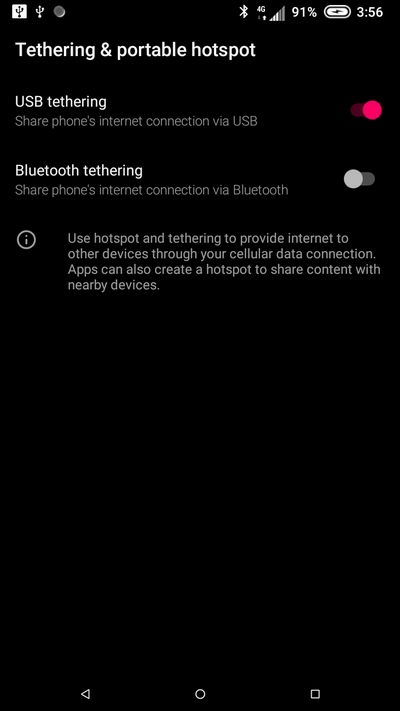 4G 91% 3:56
Tethering & portable hotspot
USB tethering
Share phone's internet connection via USB
Bluetooth tethering
Share phone's internet connection via Bluetooth
Use hotspot and tethering to provide internet to
other devices through your cellular data connection.
Apps can also create a hotspot to share content with
nearby devices.